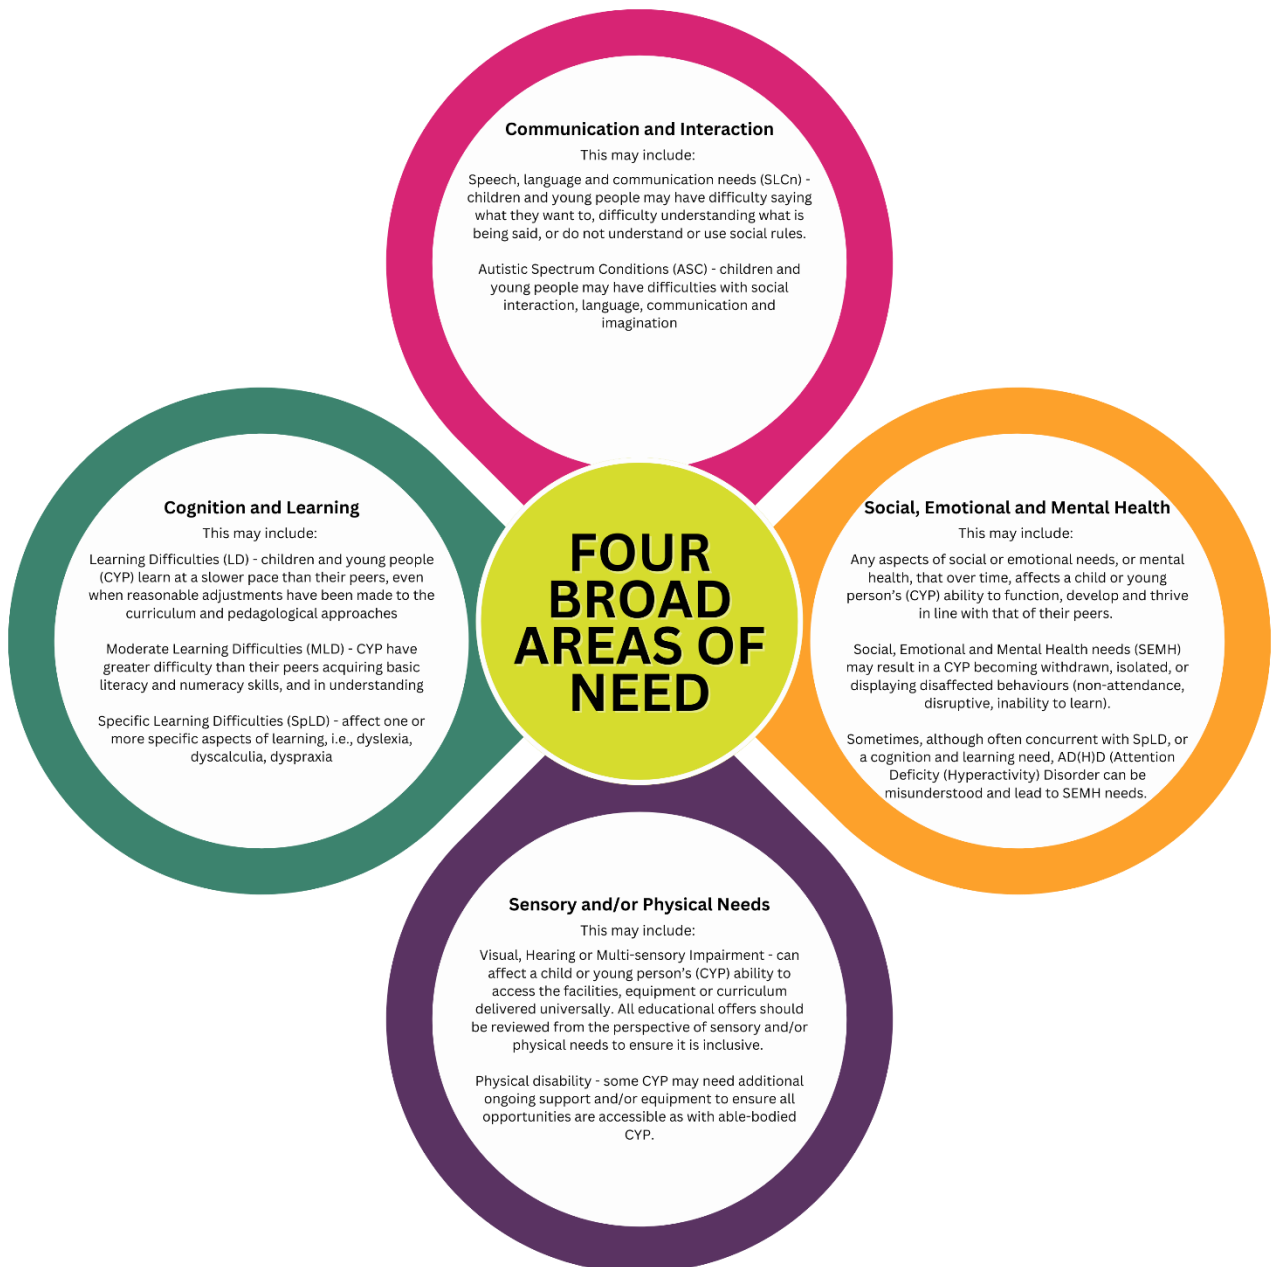 Communication and Interaction
This may include:
Speech, language and communication needs (SLCn) -
children and young people may have difficulty saying
what they want to, difficulty understanding what is
being said, or do not understand or use social rules.
Autistic Spectrum Conditions (ASC) - children and
young people may have difficulties with social
interaction, language, communication and
imagination
Cognition and Learning
This may include:
Learning Difficulties (LD) - children and young people
(CYP) learn at a slower pace than their peers, even
when reasonable adjustments have been made to the
curriculum and pedagological approaches
Moderate Learning Difficulties (MLD) - CYP have
greater difficulty than their peers acquiring basic
literacy and numeracy skills, and in understanding
Specific Learning Difficulties (SpLD) - affect one or
more specific aspects of learning, i.e., dyslexia,
dyscalculia, dyspraxia
FOUR
BROAD
AREAS OF
NEED
Social, Emotional and Mental Health
This may include:
Any aspects of social or emotional needs, or mental
health, that over time, affects a child or young
person's (CYP) ability to function, develop and thrive
in line with that of their peers.
Social, Emotional and Mental Health needs (SEMH)
may result in a CYP becoming withdrawn, isolated, or
displaying disaffected behaviours (non-attendance,
disruptive, inability to learn).
Sometimes, although often concurrent with SpLD, or
a cognition and learning need, AD(H)D (Attention
Deficity (Hyperactivity) Disorder can be
misunderstood and lead to SEMH needs.
Sensory and/or Physical Needs
This may include:
Visual, Hearing or Multi-sensory Impairment - can
affect a child or young person's (CYP) ability to
access the facilities, equipment or curriculum
delivered universally. All educational offers should
be reviewed from the perspective of sensory and/or
physical needs to ensure it is inclusive.
Physical disability - some CYP may need additional
ongoing support and/or equipment to ensure all
opportunities are accessible as with able-bodied
CYP.